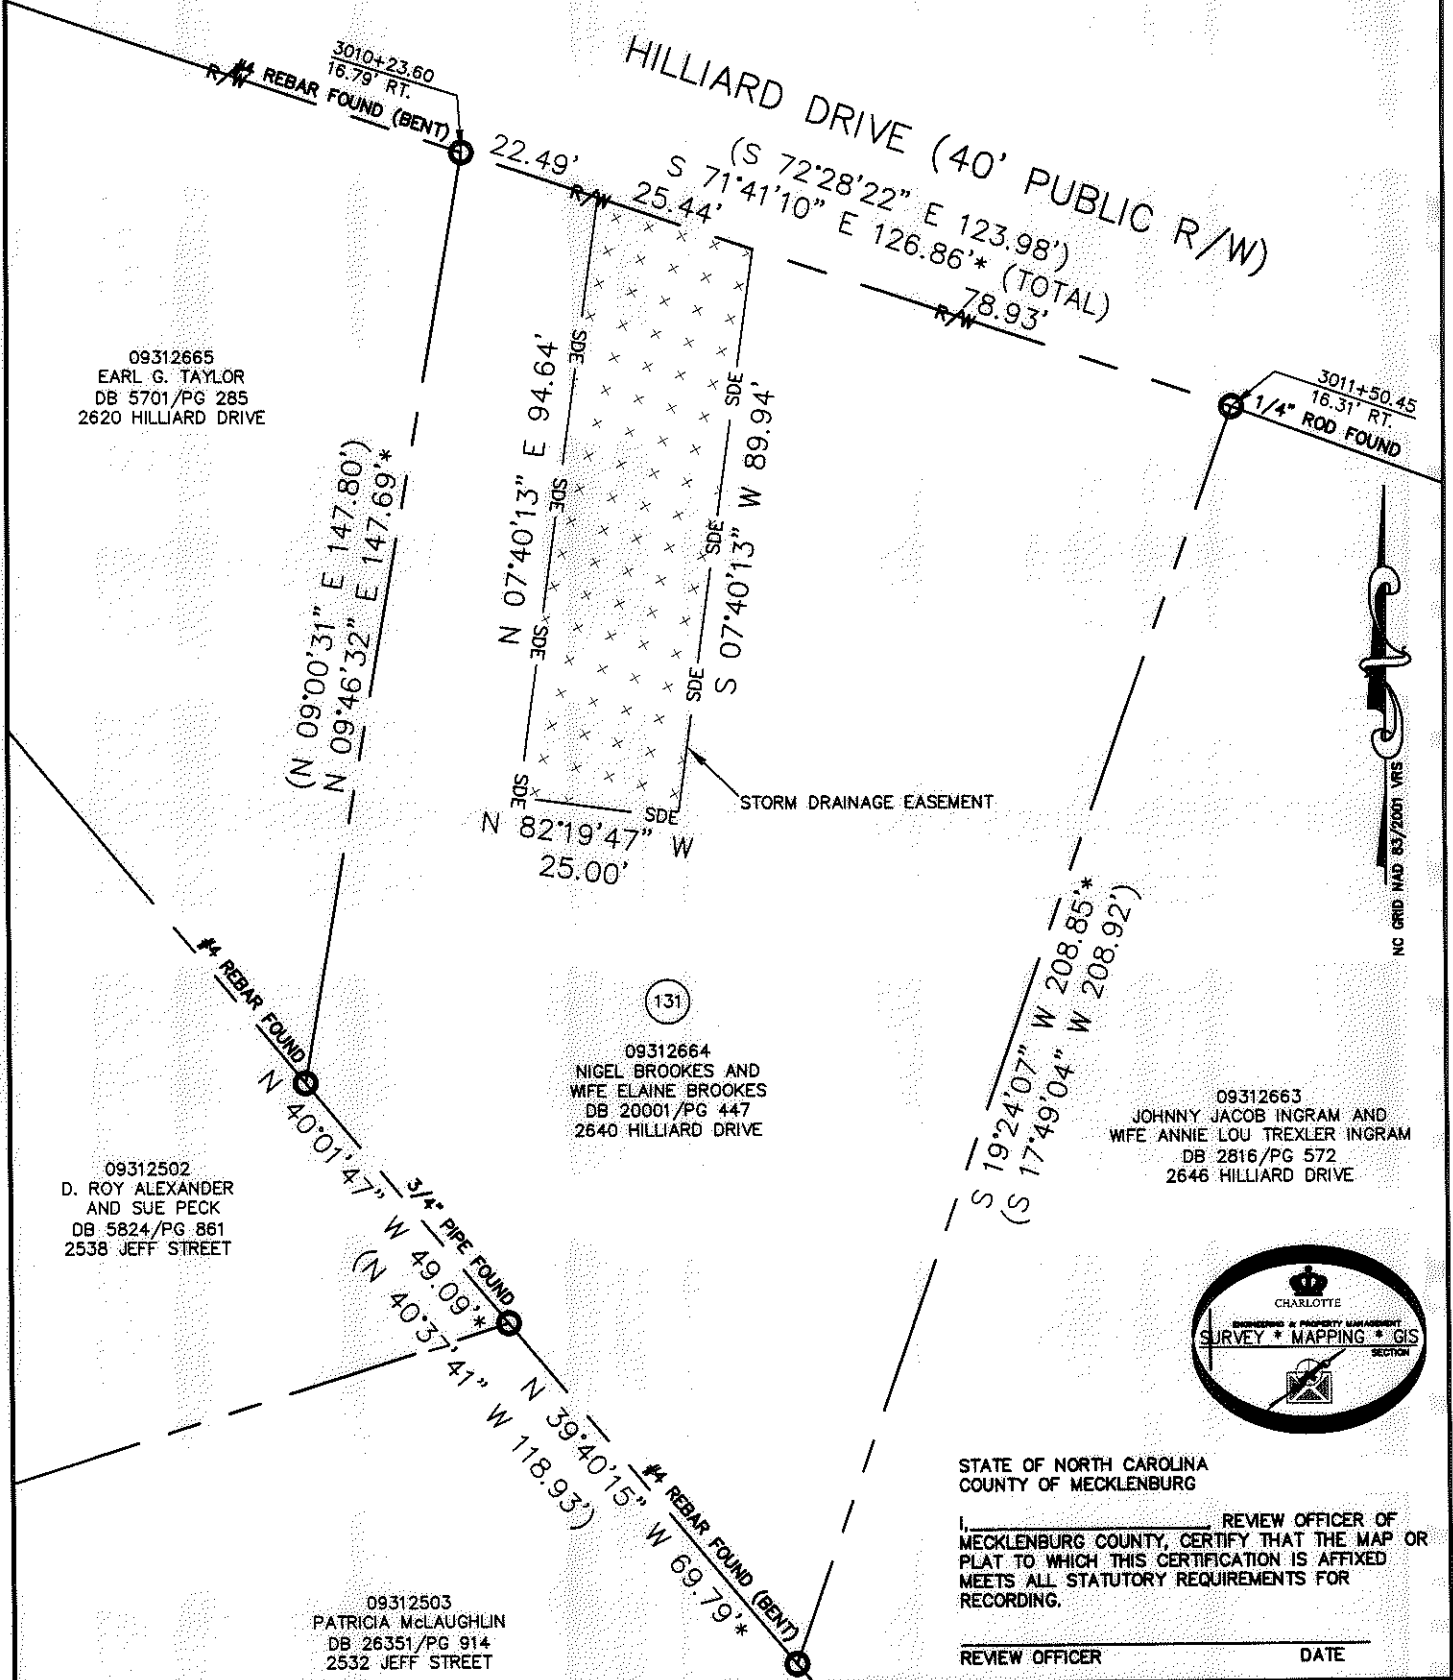 HILLIARD DRIVE (40' PUBLIC R/W)
3010+23.60
16.79' RT.
R/W
#4 REBAR FOUND (BENT)
22.49'
R/W
25.44'
(S 72°28'22" E 123.98')
S 71°41'10" E 126.86'* (TOTAL)
78.93'
R/W
3011+50.45
16.31' RT.
1/4" ROD FOUND
09312665
EARL G. TAYLOR
DB 5701/PG 285
2620 HILLIARD DRIVE
(N 09°00'31" E 147.80')
N 09°46'32" E 147.69'*
N 07°40'13" E 94.64'
SDE
SDE
SDE
SDE
SDE
SDE
SDE
SDE
S 07°40'13" W 89.94'
N 82°19'47" W
25.00'
STORM DRAINAGE EASEMENT
NC GRID NAD 83/2001 VRS
S 19°24'07" W 208.85'*
(S 17°49'04" W 208.92')
#4 REBAR FOUND
131
09312664
NIGEL BROOKES AND
WIFE ELAINE BROOKES
DB 20001/PG 447
2640 HILLIARD DRIVE
09312663
JOHNNY JACOB INGRAM AND
WIFE ANNIE LOU TREXLER INGRAM
DB 2816/PG 572
2646 HILLIARD DRIVE
09312502
D. ROY ALEXANDER
AND SUE PECK
DB 5824/PG 861
2538 JEFF STREET
N 40°01'47" W 49.09'*
3/4" PIPE FOUND
(N 40°37'41" W 118.93')
N 39°40'15" W 69.79'*
#4 REBAR FOUND (BENT)
CHARLOTTE
ENGINEERING & PROPERTY MANAGEMENT
SURVEY * MAPPING * GIS
SECTION
09312503
PATRICIA McLAUGHLIN
DB 26351/PG 914
2532 JEFF STREET
STATE OF NORTH CAROLINA
COUNTY OF MECKLENBURG
I, REVIEW OFFICER OF
MECKLENBURG COUNTY, CERTIFY THAT THE MAP OR
PLAT TO WHICH THIS CERTIFICATION IS AFFIXED
MEETS ALL STATUTORY REQUIREMENTS FOR
RECORDING.
REVIEW OFFICER DATE